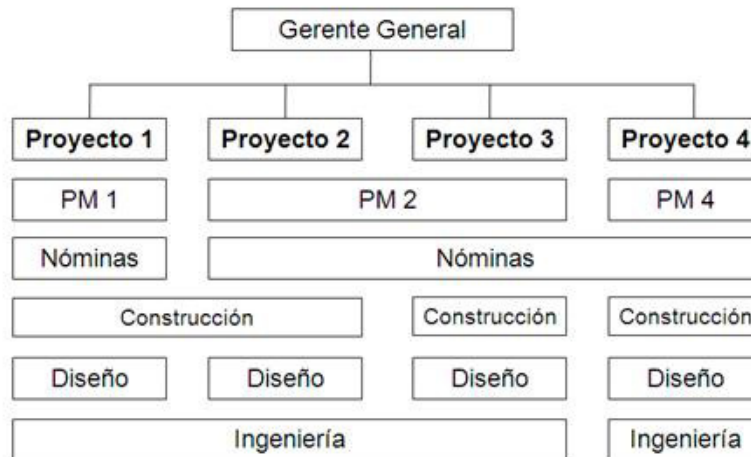 Gerente General
Proyecto 1 Proyecto 2 Proyecto 3 Proyecto 4
PM 1 PM 2 PM 4
Nóminas Nóminas
Construcción Construcción Construcción
Diseño Diseño Diseño Diseño
Ingeniería Ingeniería